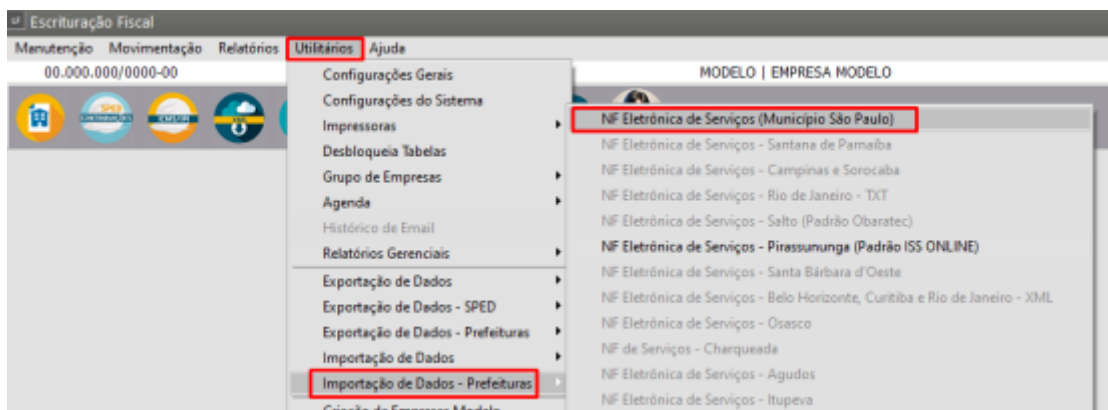 Escrituração Fiscal
Manutenção Movimentação Relatórios Utilitários Ajuda
00.000.000/0000-00 MODELO | EMPRESA MODELO
Configurações Gerais
Configurações do Sistema
Impressoras
Desbloqueia Tabelas
Grupo de Empresas
Agenda
Histórico de Email
Relatórios Gerenciais
Exportação de Dados
Exportação de Dados - SPED
Exportação de Dados - Prefeituras
Importação de Dados
Importação de Dados - Prefeituras
Criação de Empresa Modelo
NF Eletrônica de Serviços (Município São Paulo)
NF Eletrônica de Serviços - Santana de Parnaíba
NF Eletrônica de Serviços - Campinas e Sorocaba
NF Eletrônica de Serviços - Rio de Janeiro - TXT
NF Eletrônica de Serviços - Salto (Padrão Obaratec)
NF Eletrônica de Serviços - Pirassununga (Padrão ISS ONLINE)
NF Eletrônica de Serviços - Santa Bárbara d'Oeste
NF Eletrônica de Serviços - Belo Horizonte, Curitiba e Rio de Janeiro - XML
NF Eletrônica de Serviços - Osasco
NF de Serviços - Charqueada
NF Eletrônica de Serviços - Agudos
NF Eletrônica de Serviços - Itupeva